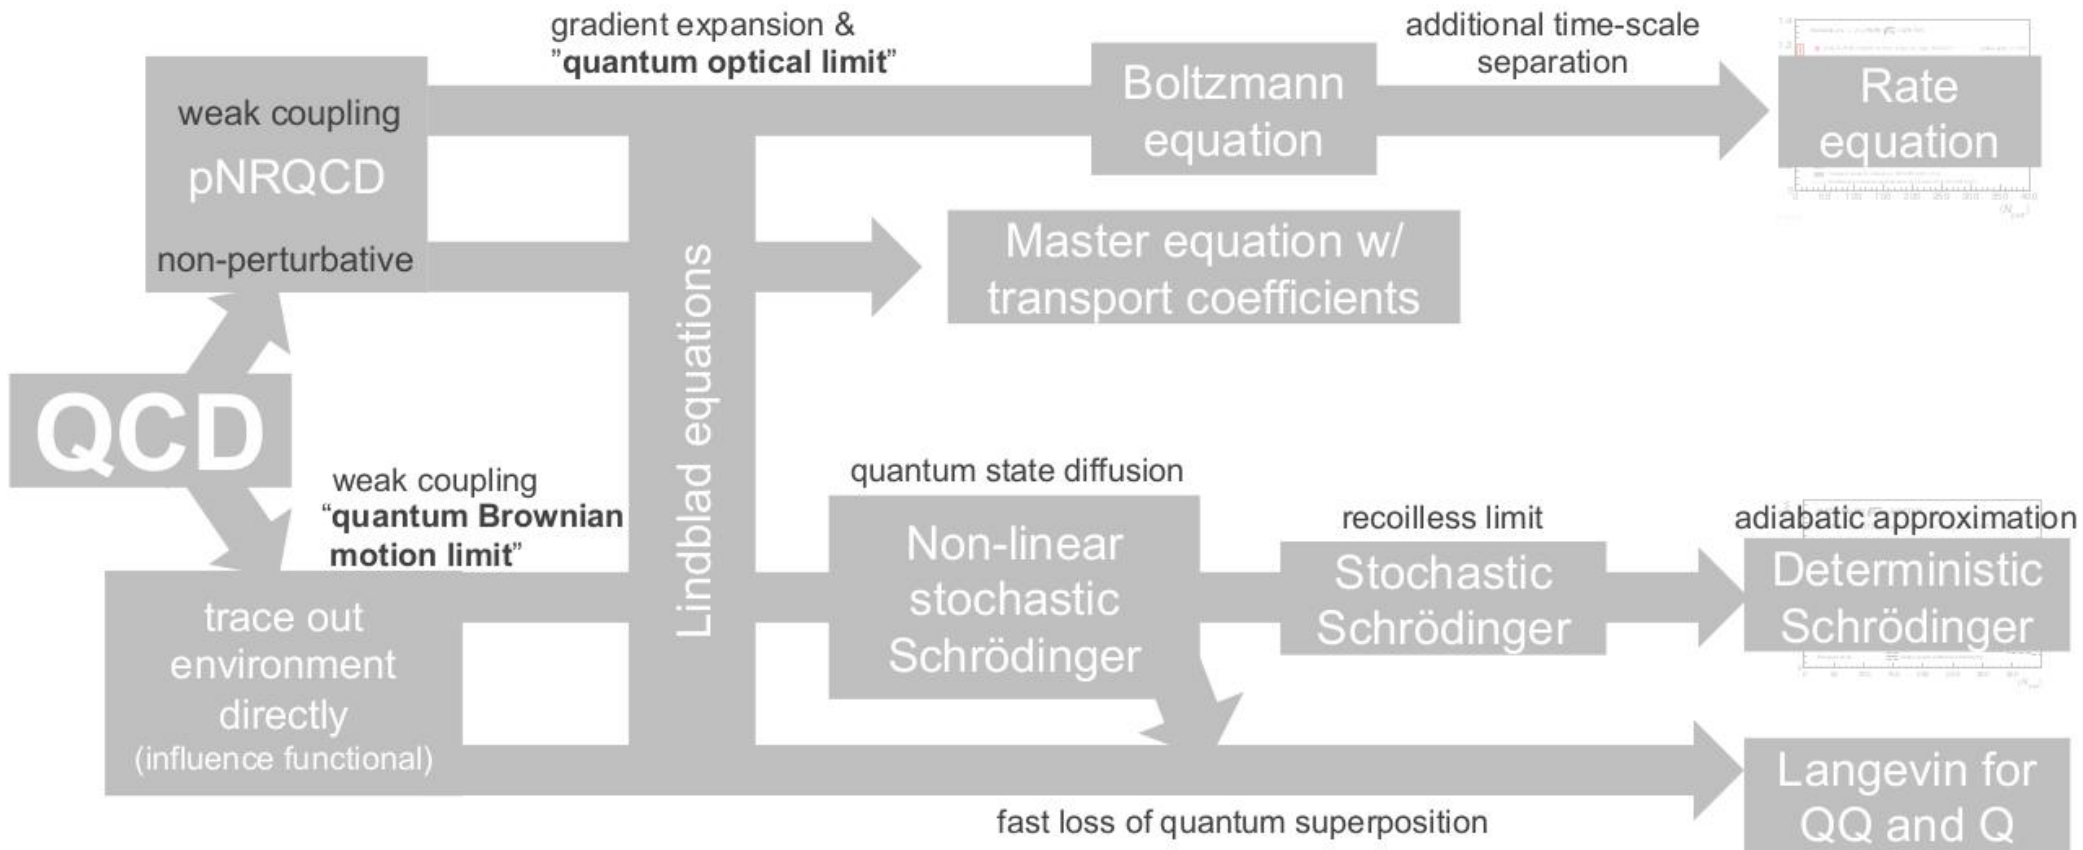 gradient expansion &
”quantum optical limit”
additional time-scale
separation
weak coupling
pNRQCD
non-perturbative
Boltzmann
equation
Rate
equation
Master equation w/
transport coefficients
Lindblad equations
QCD
weak coupling
“quantum Brownian
motion limit”
quantum state diffusion
Non-linear
stochastic
Schrödinger
recoilless limit
Stochastic
Schrödinger
adiabatic approximation
Deterministic
Schrödinger
trace out
environment
directly
(influence functional)
Langevin for
QQ and Q
fast loss of quantum superposition